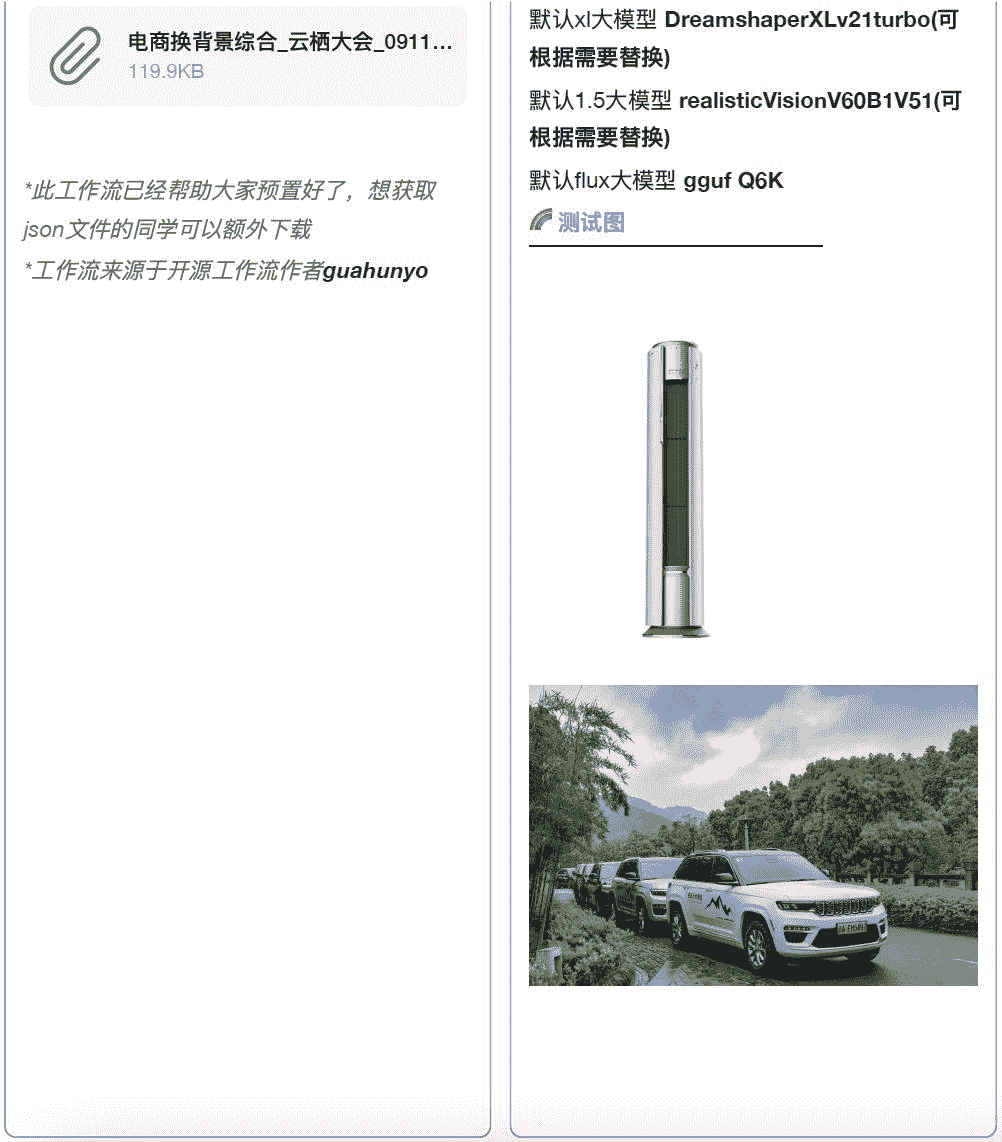 电商换背景综合_云栖大会_0911...
119.9KB
*此工作流已经帮助大家预置好了，想获取
json文件的同学可以额外下载
*工作流来源于开源工作流作者guahunyo
默认xl大模型 DreamshaperXLv21turbo(可
根据需要替换)
默认1.5大模型 realisticVisionV60B1V51(可
根据需要替换)
默认flux大模型 gguf Q6K
测试图